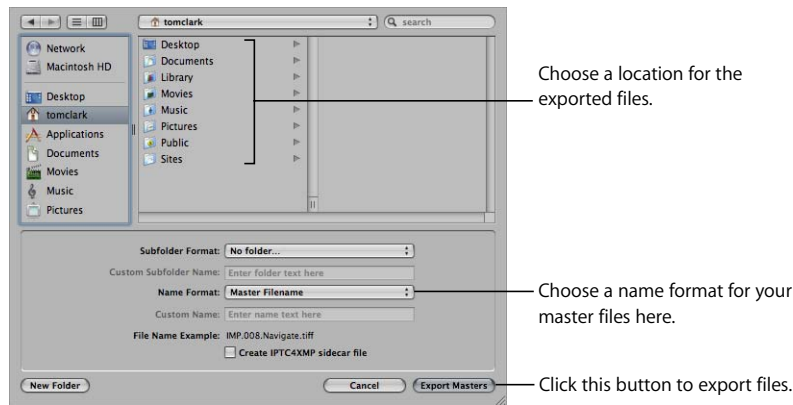 tomclark
search
Network
Macintosh HD
Desktop
tomclark
Applications
Documents
Movies
Music
Pictures
Desktop
Documents
Library
Movies
Music
Pictures
Public
Sites
Choose a location for the
exported files.
Subfolder Format: No folder...
Custom Subfolder Name: Enter folder text here
Name Format: Master Filename
Custom Name: Enter name text here
File Name Example: IMP.008.Navigate.tiff
Create IPTC4XMP sidecar file
Choose a name format for your
master files here.
New Folder
Cancel
Export Masters
Click this button to export files.